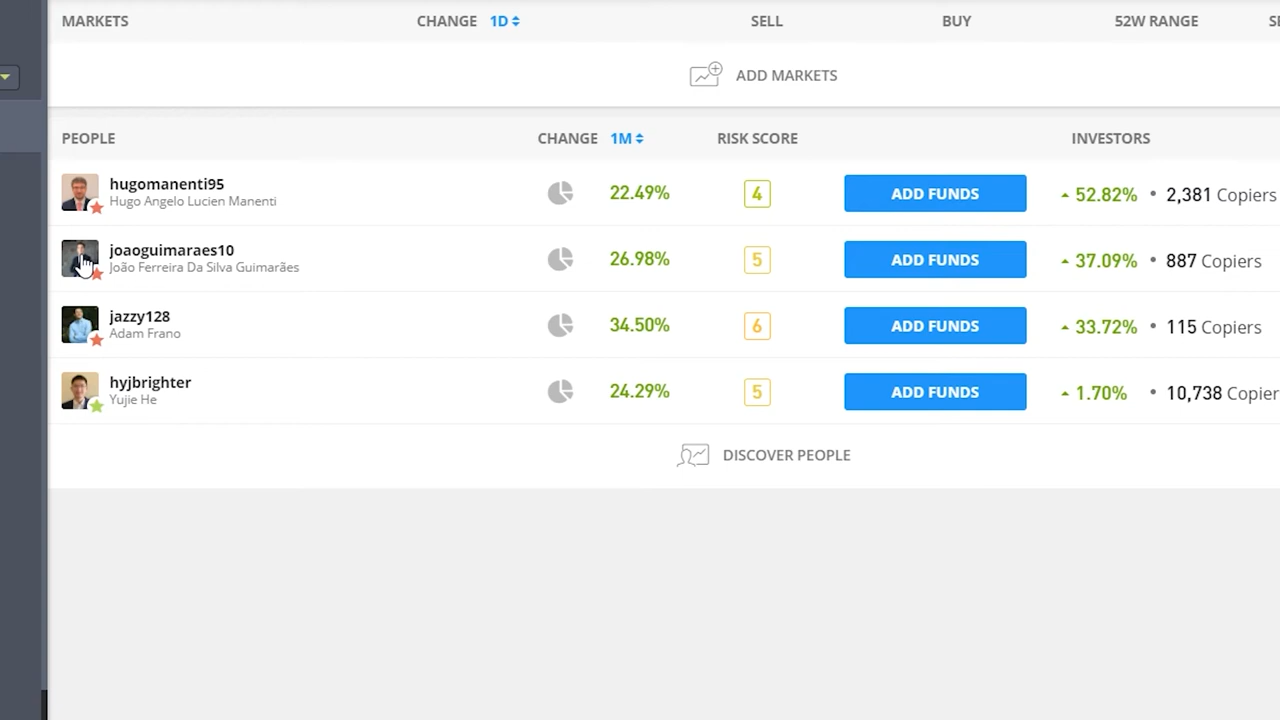 MARKETS CHANGE 1D SELL BUY 52W RANGE
ADD MARKETS
PEOPLE CHANGE 1M RISK SCORE INVESTORS
hugomanenti95
Hugo Angelo Lucien Manenti
22.49% 4 ADD FUNDS 52.82% • 2,381 Copiers
joaoguimaraes10
João Ferreira Da Silva Guimarães
26.98% 5 ADD FUNDS 37.09% • 887 Copiers
jazzy128
Adam Frano
34.50% 6 ADD FUNDS 33.72% • 115 Copiers
hyjbrighter
Yujie He
24.29% 5 ADD FUNDS 1.70% • 10,738 Copier
DISCOVER PEOPLE